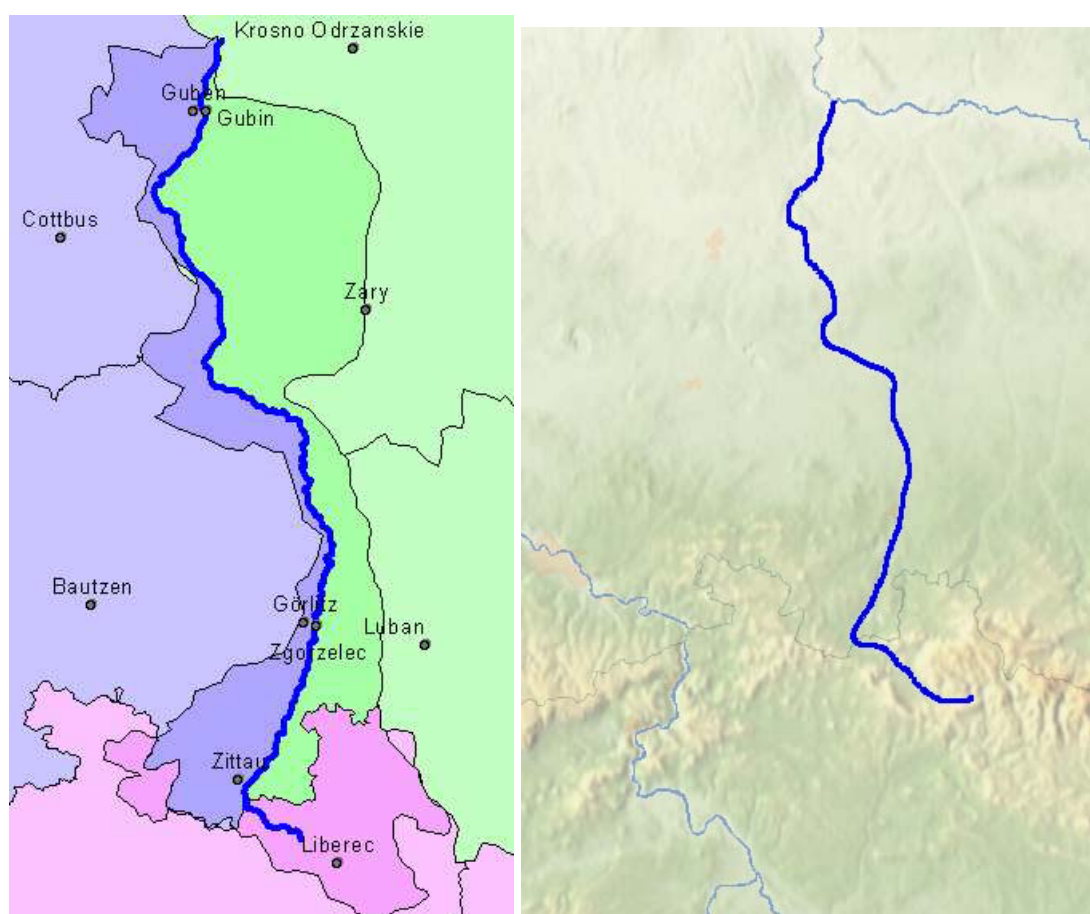 Krosno Odrzanskie
Guben
Gubin
Cottbus
Zary
Bautzen
Görlitz
Luban
Zgorzelec
Zittau
Liberec